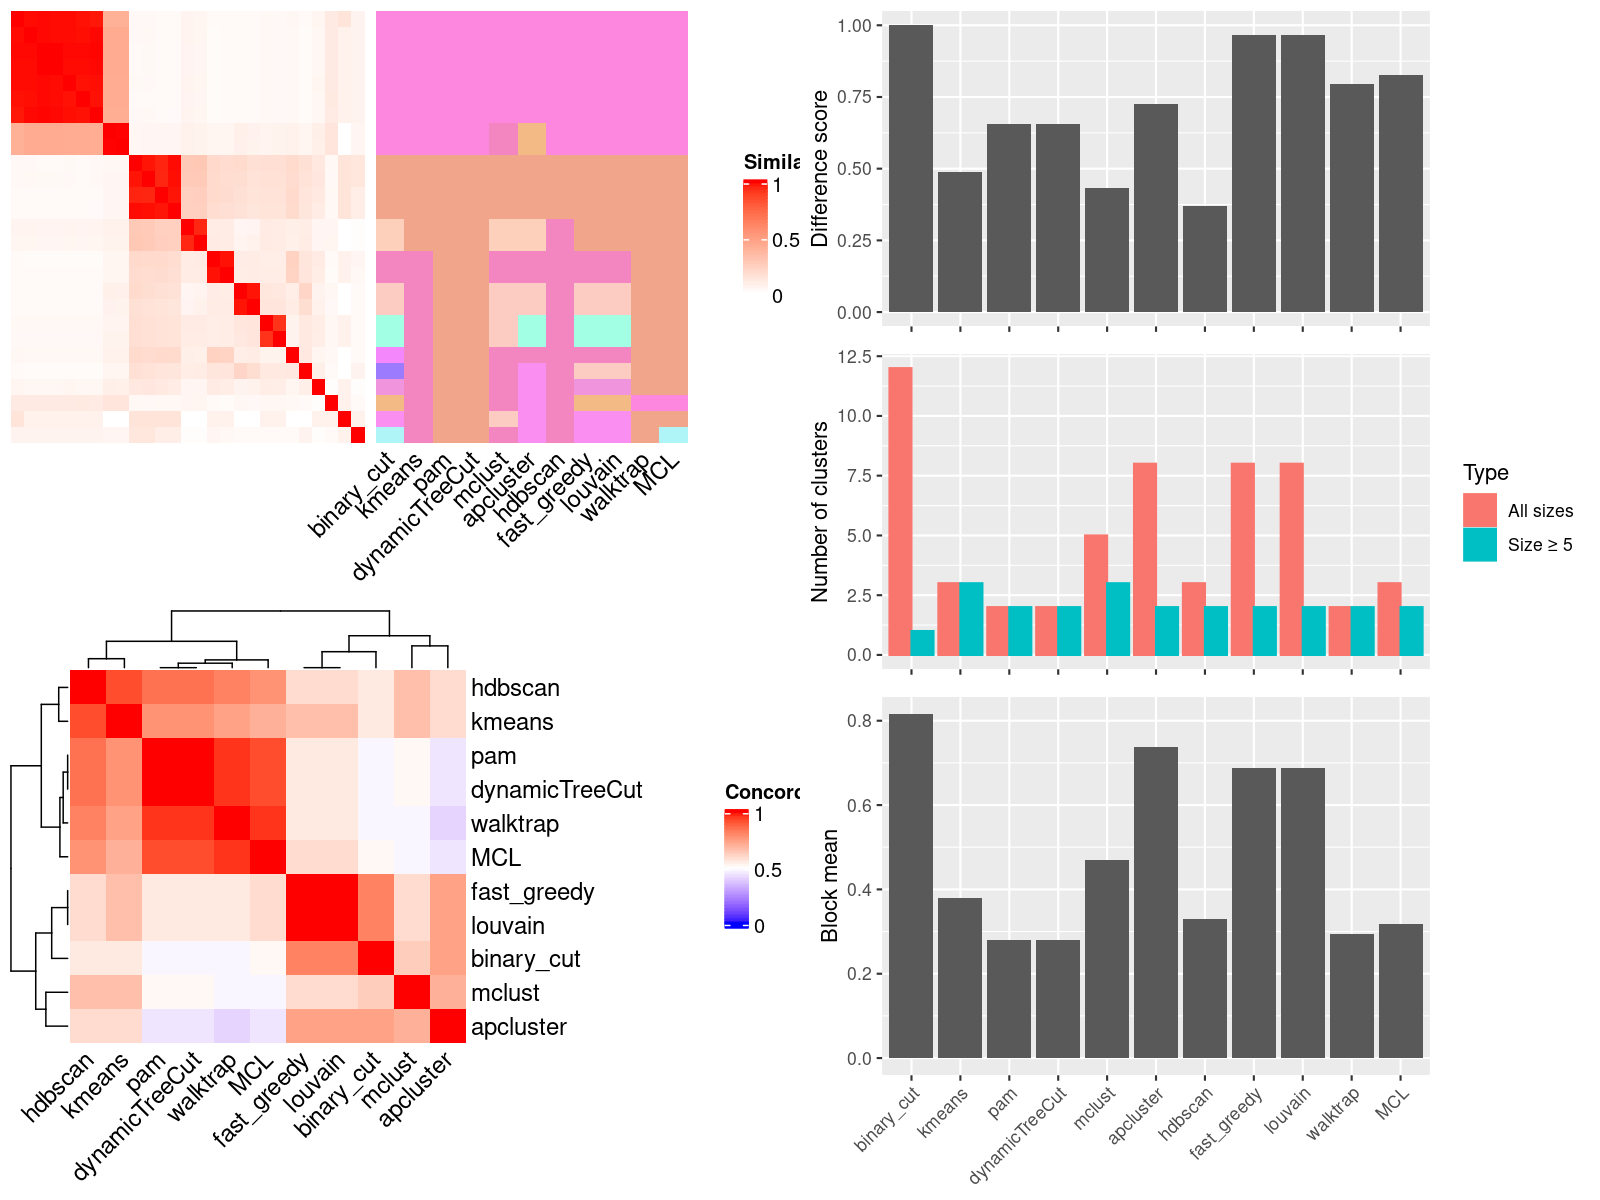 Simila
1
0.5
0
binary_cut
kmeans
pam
dynamicTreeCut
mclust
apcluster
hdbscan
fast_greedy
louvain
walktrap
MCL
hdbscan
kmeans
pam
dynamicTreeCut
walktrap
MCL
fast_greedy
louvain
binary_cut
mclust
apcluster
Concord
1
0.5
0
hdbscan
kmeans
pam
dynamicTreeCut
walktrap
MCL
fast_greedy
louvain
binary_cut
mclust
apcluster
Difference score
1.00
0.75
0.50
0.25
0.00
Number of clusters
12.5
10.0
7.5
5.0
2.5
0.0
Type
All sizes
Size ≥ 5
Block mean
0.8
0.6
0.4
0.2
0.0
binary_cut
kmeans
pam
dynamicTreeCut
mclust
apcluster
hdbscan
fast_greedy
louvain
walktrap
MCL